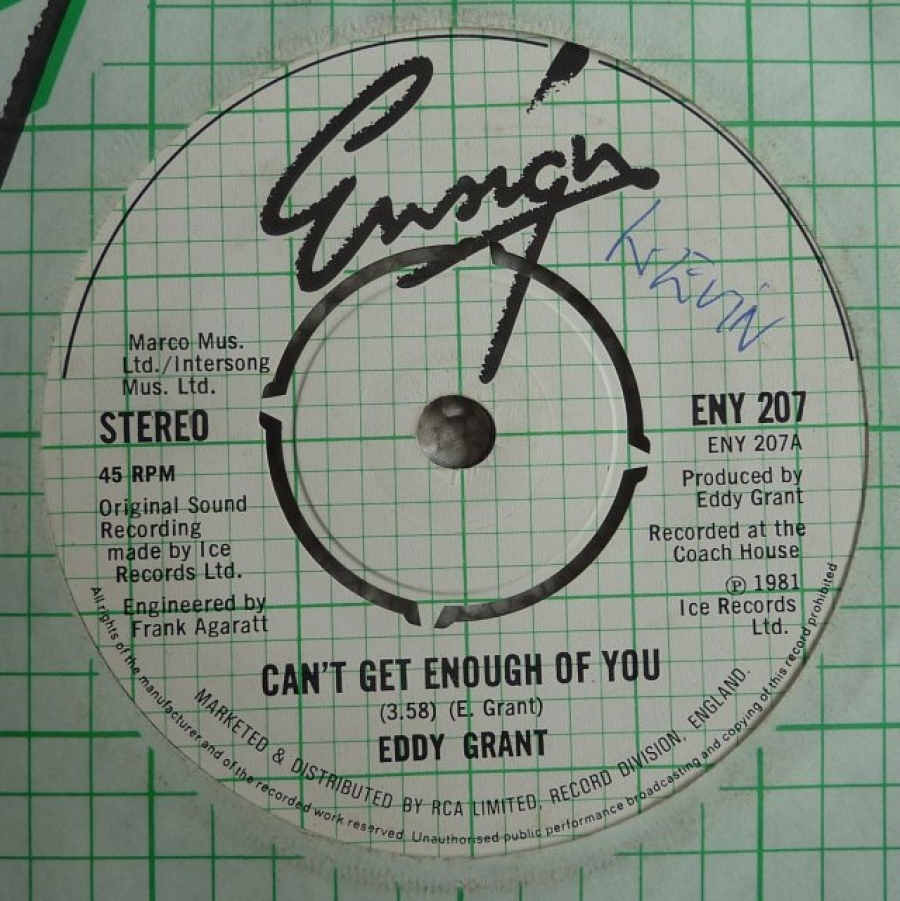 Ensign
KEVIN
Marco Mus.
Ltd./Intersong
Mus. Ltd.
STEREO
45 RPM
Original Sound
Recording
made by Ice
Records Ltd.
Engineered by
Frank Agaratt
ENY 207
ENY 207A
Produced by
Eddy Grant
Recorded at the
Coach House
℗ 1981
Ice Records
Ltd.
CAN'T GET ENOUGH OF YOU
(3.58) (E. Grant)
EDDY GRANT
MARKETED & DISTRIBUTED BY RCA LIMITED, RECORD DIVISION, ENGLAND.
All rights of the manufacturer and of the recorded work reserved. Unauthorised public performance broadcasting and copying of this record prohibited